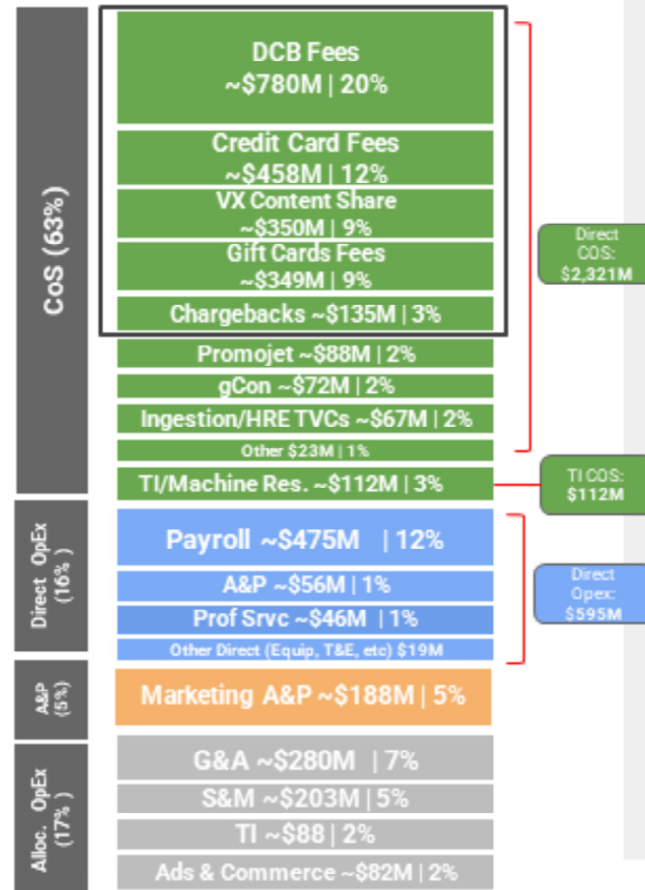 CoS (63%)
DCB Fees
~$780M | 20%
Credit Card Fees
~$458M | 12%
VX Content Share
~$350M | 9%
Gift Cards Fees
~$349M | 9%
Chargebacks ~$135M | 3%
Promojet ~$88M | 2%
gCon ~$72M | 2%
Ingestion/HRE TVCs ~$67M | 2%
Other $23M | 1%
TI/Machine Res. ~$112M | 3%
Direct
COS:
$2,321M
TI COS:
$112M
Direct OpEx
(16% )
Payroll ~$475M | 12%
A&P ~$56M | 1%
Prof Srvc ~$46M | 1%
Other Direct (Equip, T&E, etc) $19M
Direct
Opex:
$595M
A&P
(5%)
Marketing A&P ~$188M | 5%
Alloc. OpEx
(17% )
G&A ~$280M | 7%
S&M ~$203M | 5%
TI ~$88 | 2%
Ads & Commerce ~$82M | 2%